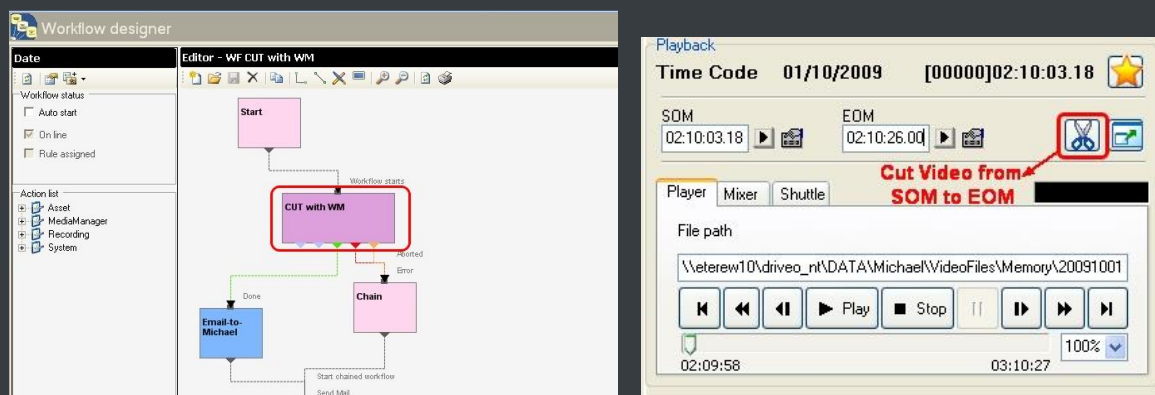 Workflow designer
Date
Workflow status
Auto start
On line
Rule assigned
Action list
Asset
MediaManager
Recording
System
Editor - WF CUT with WM
Start
Workflow starts
CUT with WM
Aborted
Error
Done
Chain
Email-to-
Michael
Start chained workflow
Send Mail
Playback
Time Code 01/10/2009 [00000]02:10:03.18
SOM EOM
02:10:03.18 02:10:26.00
Cut Video from
SOM to EOM
Player Mixer Shuttle
File path
\\eterew10\driveo_nt\DATA\Michael\VideoFiles\Memory\20091001
Play Stop
100%
02:09:58 03:10:27